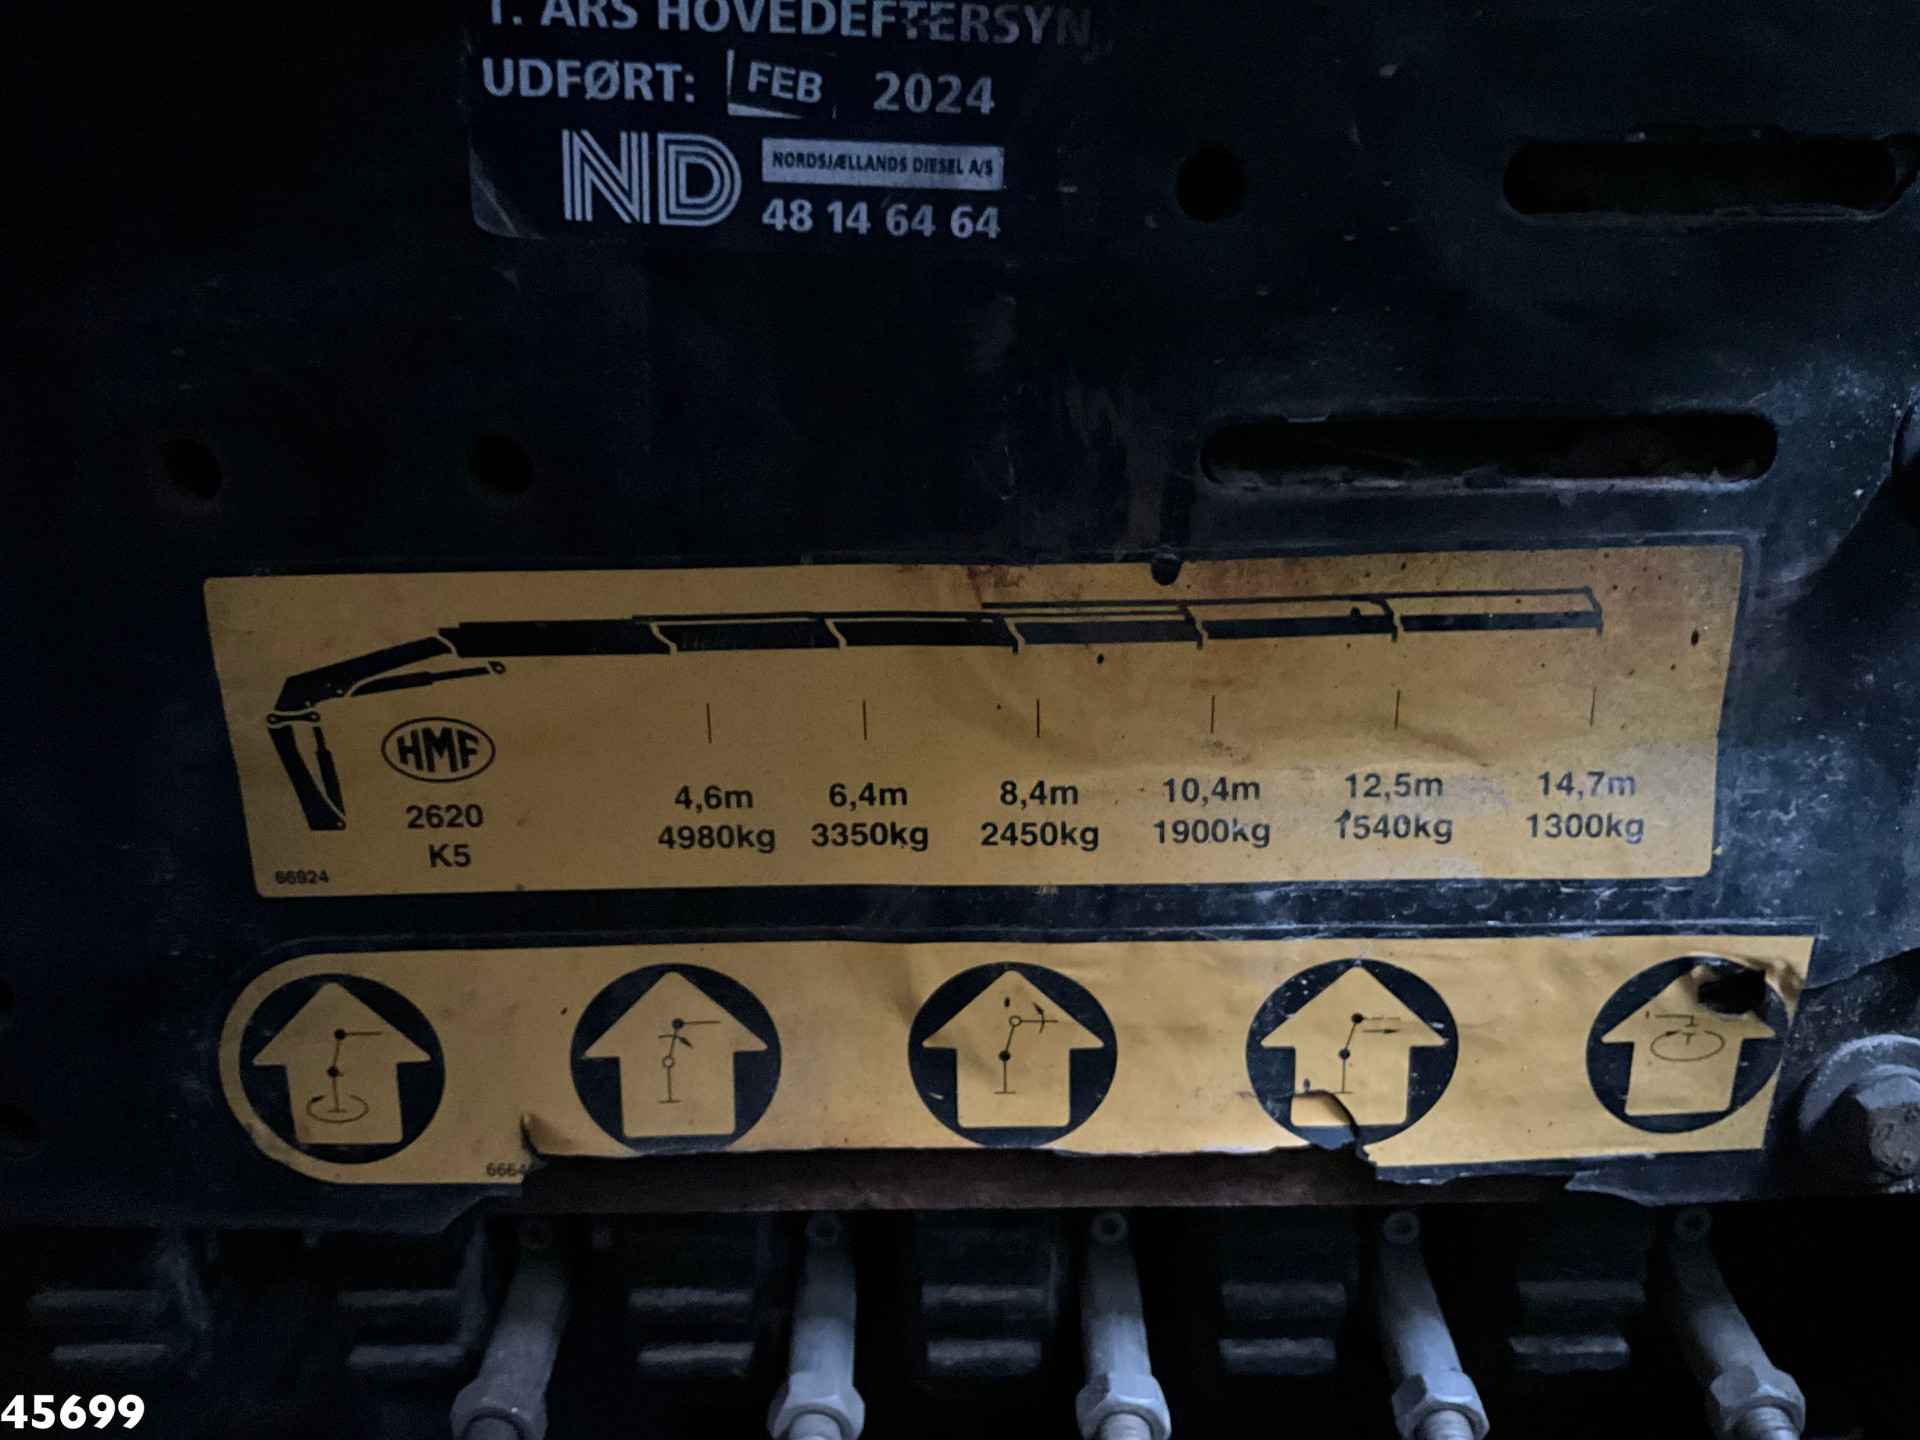 1. ÅRS HOVEDEFTERSYN
UDFØRT: FEB 2024
ND NORDSJÆLLANDS DIESEL A/S
48 14 64 64
HMF
2620
K5
4,6m 6,4m 8,4m 10,4m 12,5m 14,7m
4980kg 3350kg 2450kg 1900kg 1540kg 1300kg
66924
6664
45699